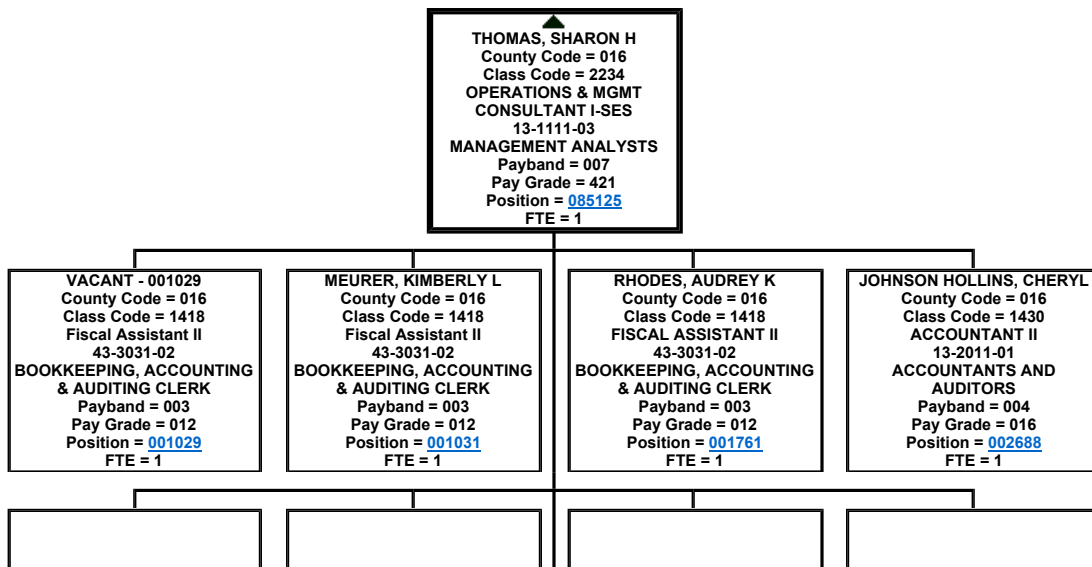 THOMAS, SHARON H
County Code = 016
Class Code = 2234
OPERATIONS & MGMT
CONSULTANT I-SES
13-1111-03
MANAGEMENT ANALYSTS
Payband = 007
Pay Grade = 421
Position = 085125
FTE = 1
VACANT - 001029
County Code = 016
Class Code = 1418
Fiscal Assistant II
43-3031-02
BOOKKEEPING, ACCOUNTING
& AUDITING CLERK
Payband = 003
Pay Grade = 012
Position = 001029
FTE = 1
MEURER, KIMBERLY L
County Code = 016
Class Code = 1418
Fiscal Assistant II
43-3031-02
BOOKKEEPING, ACCOUNTING
& AUDITING CLERK
Payband = 003
Pay Grade = 012
Position = 001031
FTE = 1
RHODES, AUDREY K
County Code = 016
Class Code = 1418
FISCAL ASSISTANT II
43-3031-02
BOOKKEEPING, ACCOUNTING
& AUDITING CLERK
Payband = 003
Pay Grade = 012
Position = 001761
FTE = 1
JOHNSON HOLLINS, CHERYL
County Code = 016
Class Code = 1430
ACCOUNTANT II
13-2011-01
ACCOUNTANTS AND
AUDITORS
Payband = 004
Pay Grade = 016
Position = 002688
FTE = 1